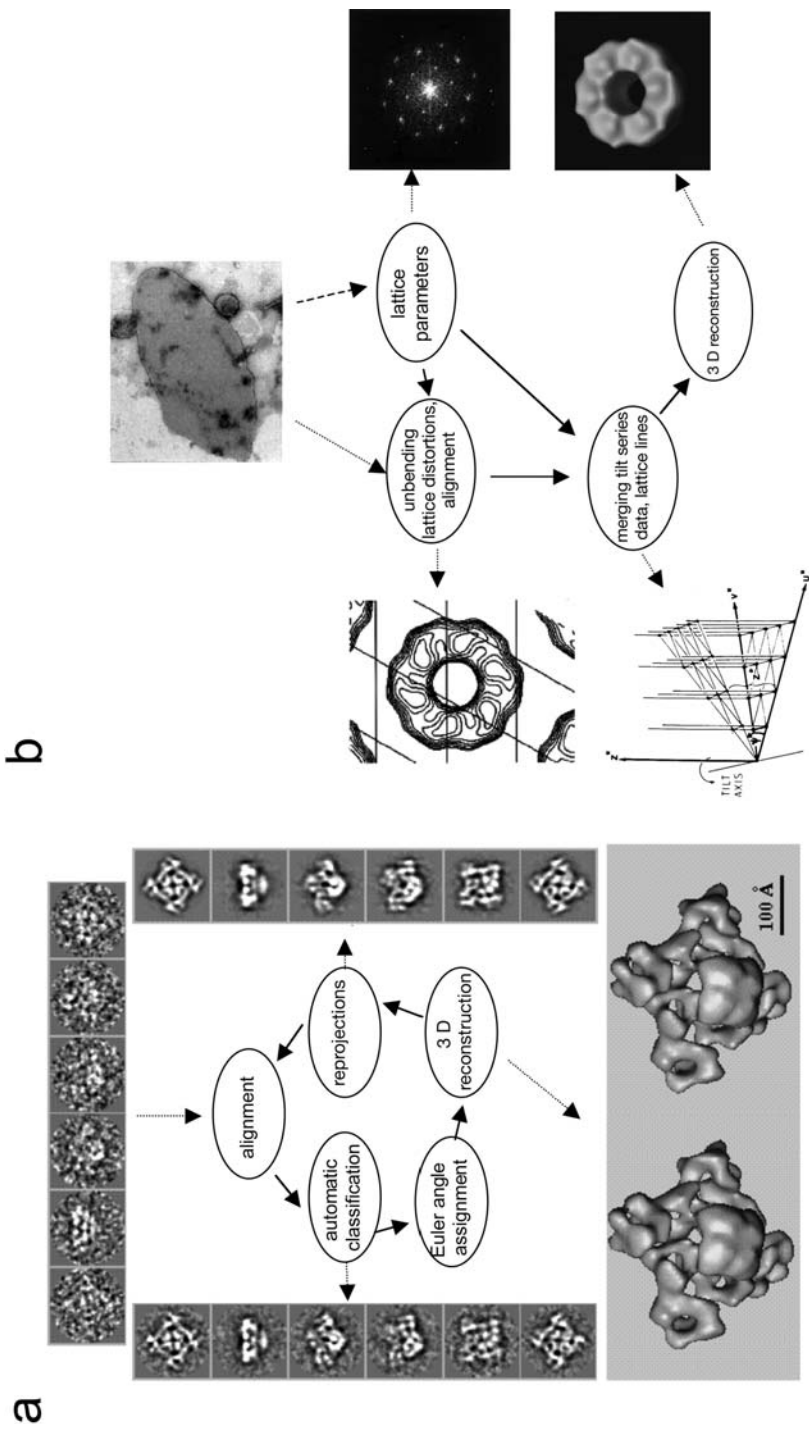 a
alignment
automatic
classification
reprojections
Euler angle
assignment
3 D
reconstruction
100 Å
b
lattice
parameters
unbending
lattice distortions,
alignment
merging tilt series
data, lattice lines
3 D reconstruction
z*
TILT
AXIS
v*
z*
u*